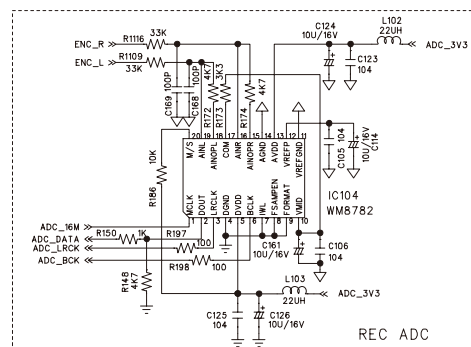 C124
10U/16V
L102
22UH
ADC_3V3
C123
104
ENC_R
R1116
33K
ENC_L
R1109
33K
100P
100P
C169
C168
4K7
3K3
R172
R173
4K7
R174
20 19 18 17 16 15 14 13 12 11
M/S
AINL
AINOPL
COM
AINR
AINOPR
AGND
AVDD
VREFP
VREFGND
C105
104
10U/16V
C114
10K
R186
IC104
WM8782
MCLK
DOUT
LRCLK
DGND
DVDD
BCLK
IWL
FSAMPEN
FORMAT
VMID
1 2 3 4 5 6 7 8 9 10
ADC_16M
R150
1K
R197
ADC_DATA
ADC_LRCK
100
ADC_BCK
R198
100
C161
10U/16V
C106
104
R148
4K7
L103
22UH
ADC_3V3
C125
104
C126
10U/16V
REC ADC